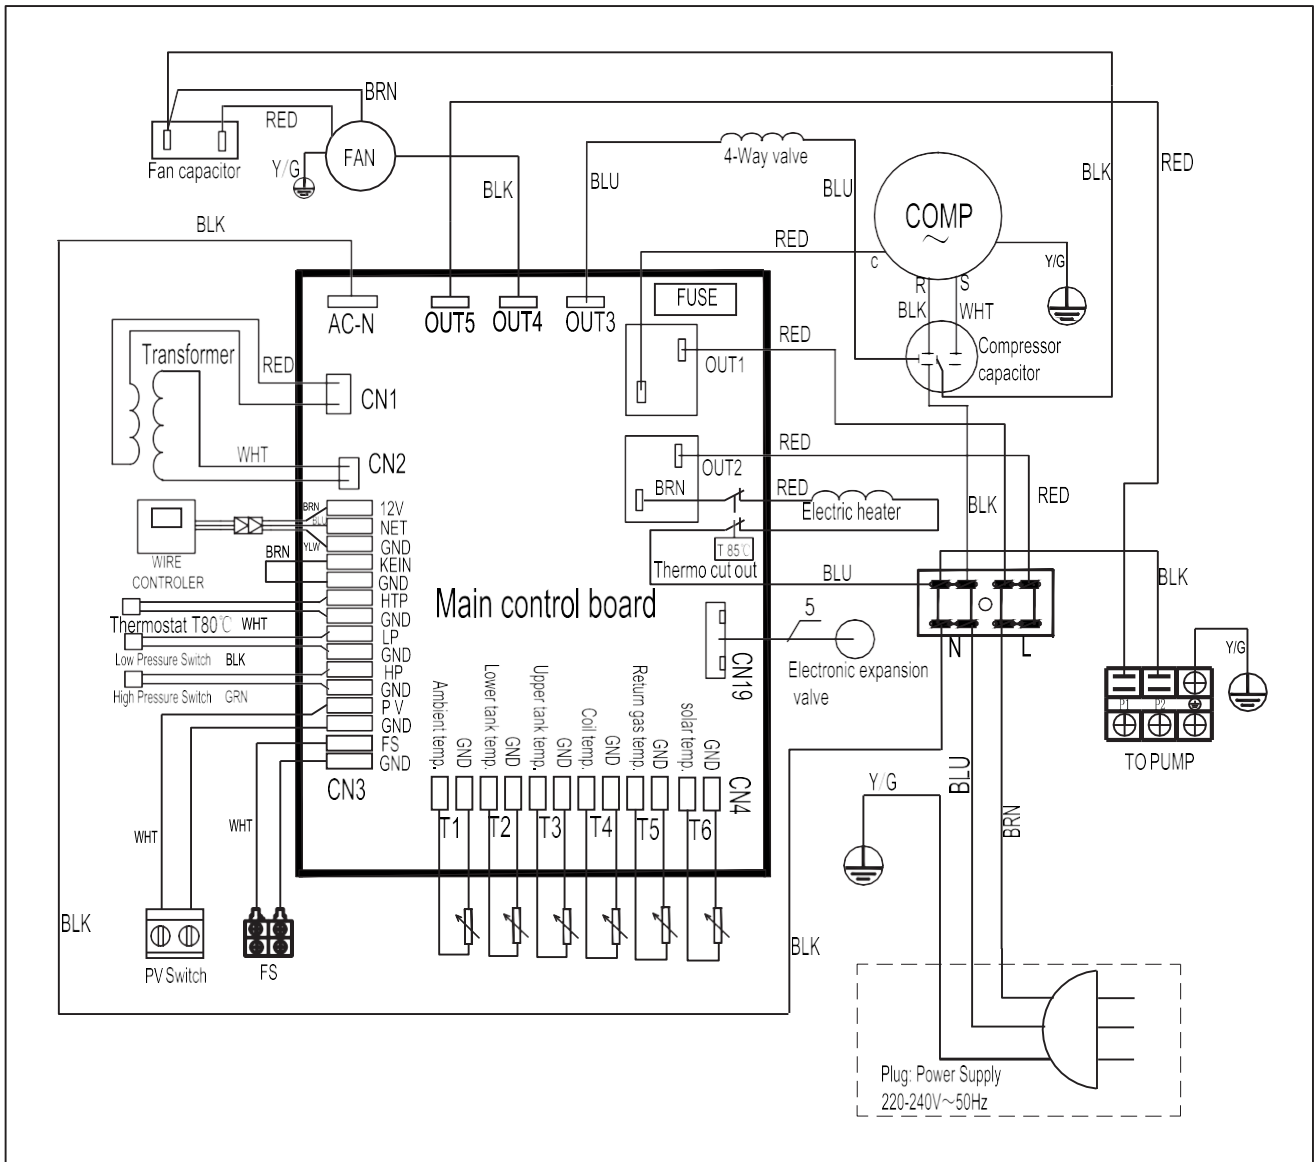 BRN
RED
FAN
Fan capacitor
Y/G
BLK
BLU
4-Way valve
BLU
BLK
RED
BLK
COMP
~
RED
C
R
S
Y/G
BLK
WHT
AC-N
OUT5
OUT4
OUT3
FUSE
Transformer
RED
CN1
OUT1
RED
Compressor
capacitor
WHT
CN2
OUT2
RED
BRN
RED
Electric heater
BLK
RED
BRN
BLU
YLW
12V
NET
GND
KEIN
GND
HTP
GND
LP
GND
HP
GND
PV
GND
FS
GND
CN3
WIRE
CONTROLER
BRN
T 85℃
Thermo cut out
BLU
BLK
Thermostat T80℃ WHT
Low Pressure Switch BLK
High Pressure Switch GRN
Main control board
5
CN19
Electronic expansion
valve
N
L
Y/G
P1
P2
TO PUMP
Ambient temp.
GND
Lower tank temp.
GND
Upper tank temp.
GND
Coil temp.
GND
Return gas temp.
GND
solar temp.
GND
CN4
T1
T2
T3
T4
T5
T6
WHT
WHT
Y/G
BLU
BRN
BLK
BLK
PV Switch
FS
Plug: Power Supply
220-240V～50Hz